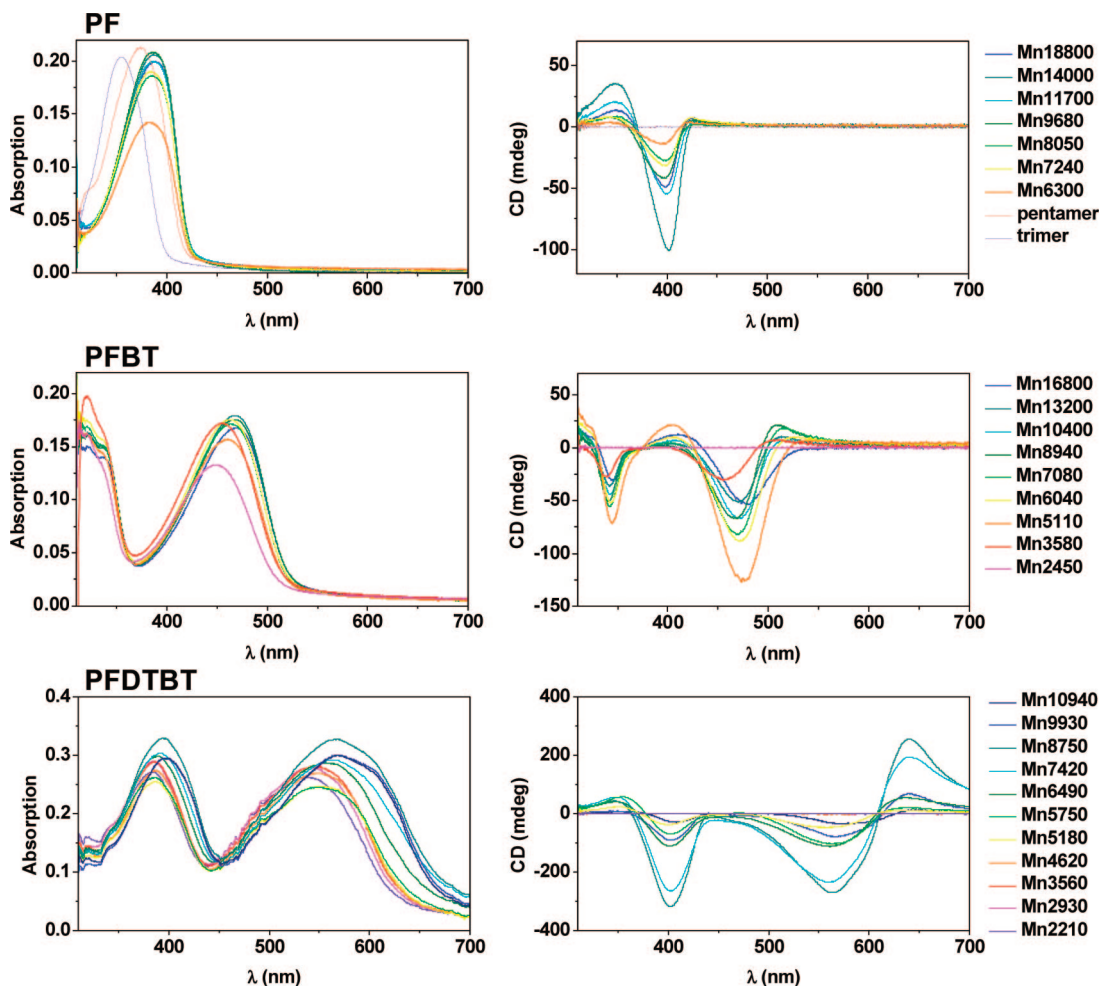 PF
0.20
0.15
0.10
0.05
0.00
Absorption
400 500 600 700
λ (nm)
50
0
-50
-100
CD (mdeg)
400 500 600 700
λ (nm)
Mn18800
Mn14000
Mn11700
Mn9680
Mn8050
Mn7240
Mn6300
pentamer
trimer
PFBT
0.20
0.15
0.10
0.05
0.00
Absorption
400 500 600 700
λ (nm)
50
0
-50
-100
-150
CD (mdeg)
400 500 600 700
λ (nm)
Mn16800
Mn13200
Mn10400
Mn8940
Mn7080
Mn6040
Mn5110
Mn3580
Mn2450
PFDTBT
0.4
0.3
0.2
0.1
0.0
Absorption
400 500 600 700
λ (nm)
400
200
0
-200
-400
CD (mdeg)
400 500 600 700
λ (nm)
Mn10940
Mn9930
Mn8750
Mn7420
Mn6490
Mn5750
Mn5180
Mn4620
Mn3560
Mn2930
Mn2210